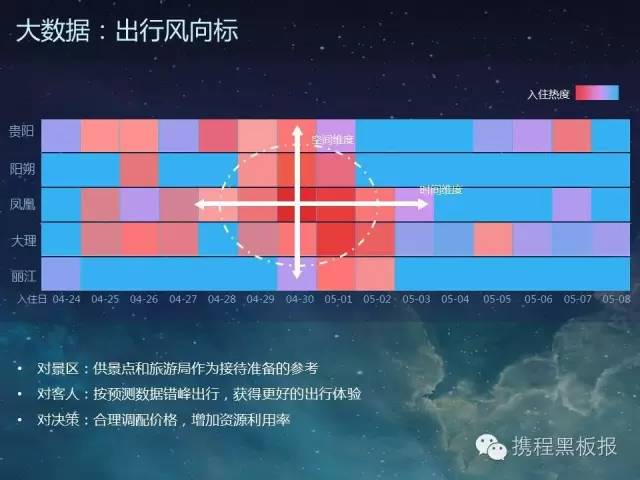 大数据：出行风向标
入住热度
贵阳
空间维度
阳朔
时间维度
凤凰
大理
丽江
入住日 04-24 04-25 04-26 04-27 04-28 04-29 04-30 05-01 05-02 05-03 05-04 05-05 05-06 05-07 05-08
• 对景区：供景点和旅游局作为接待准备的参考
• 对客人：按预测数据错峰出行，获得更好的出行体验
• 对决策：合理调配价格，增加资源利用率
携程黑板报